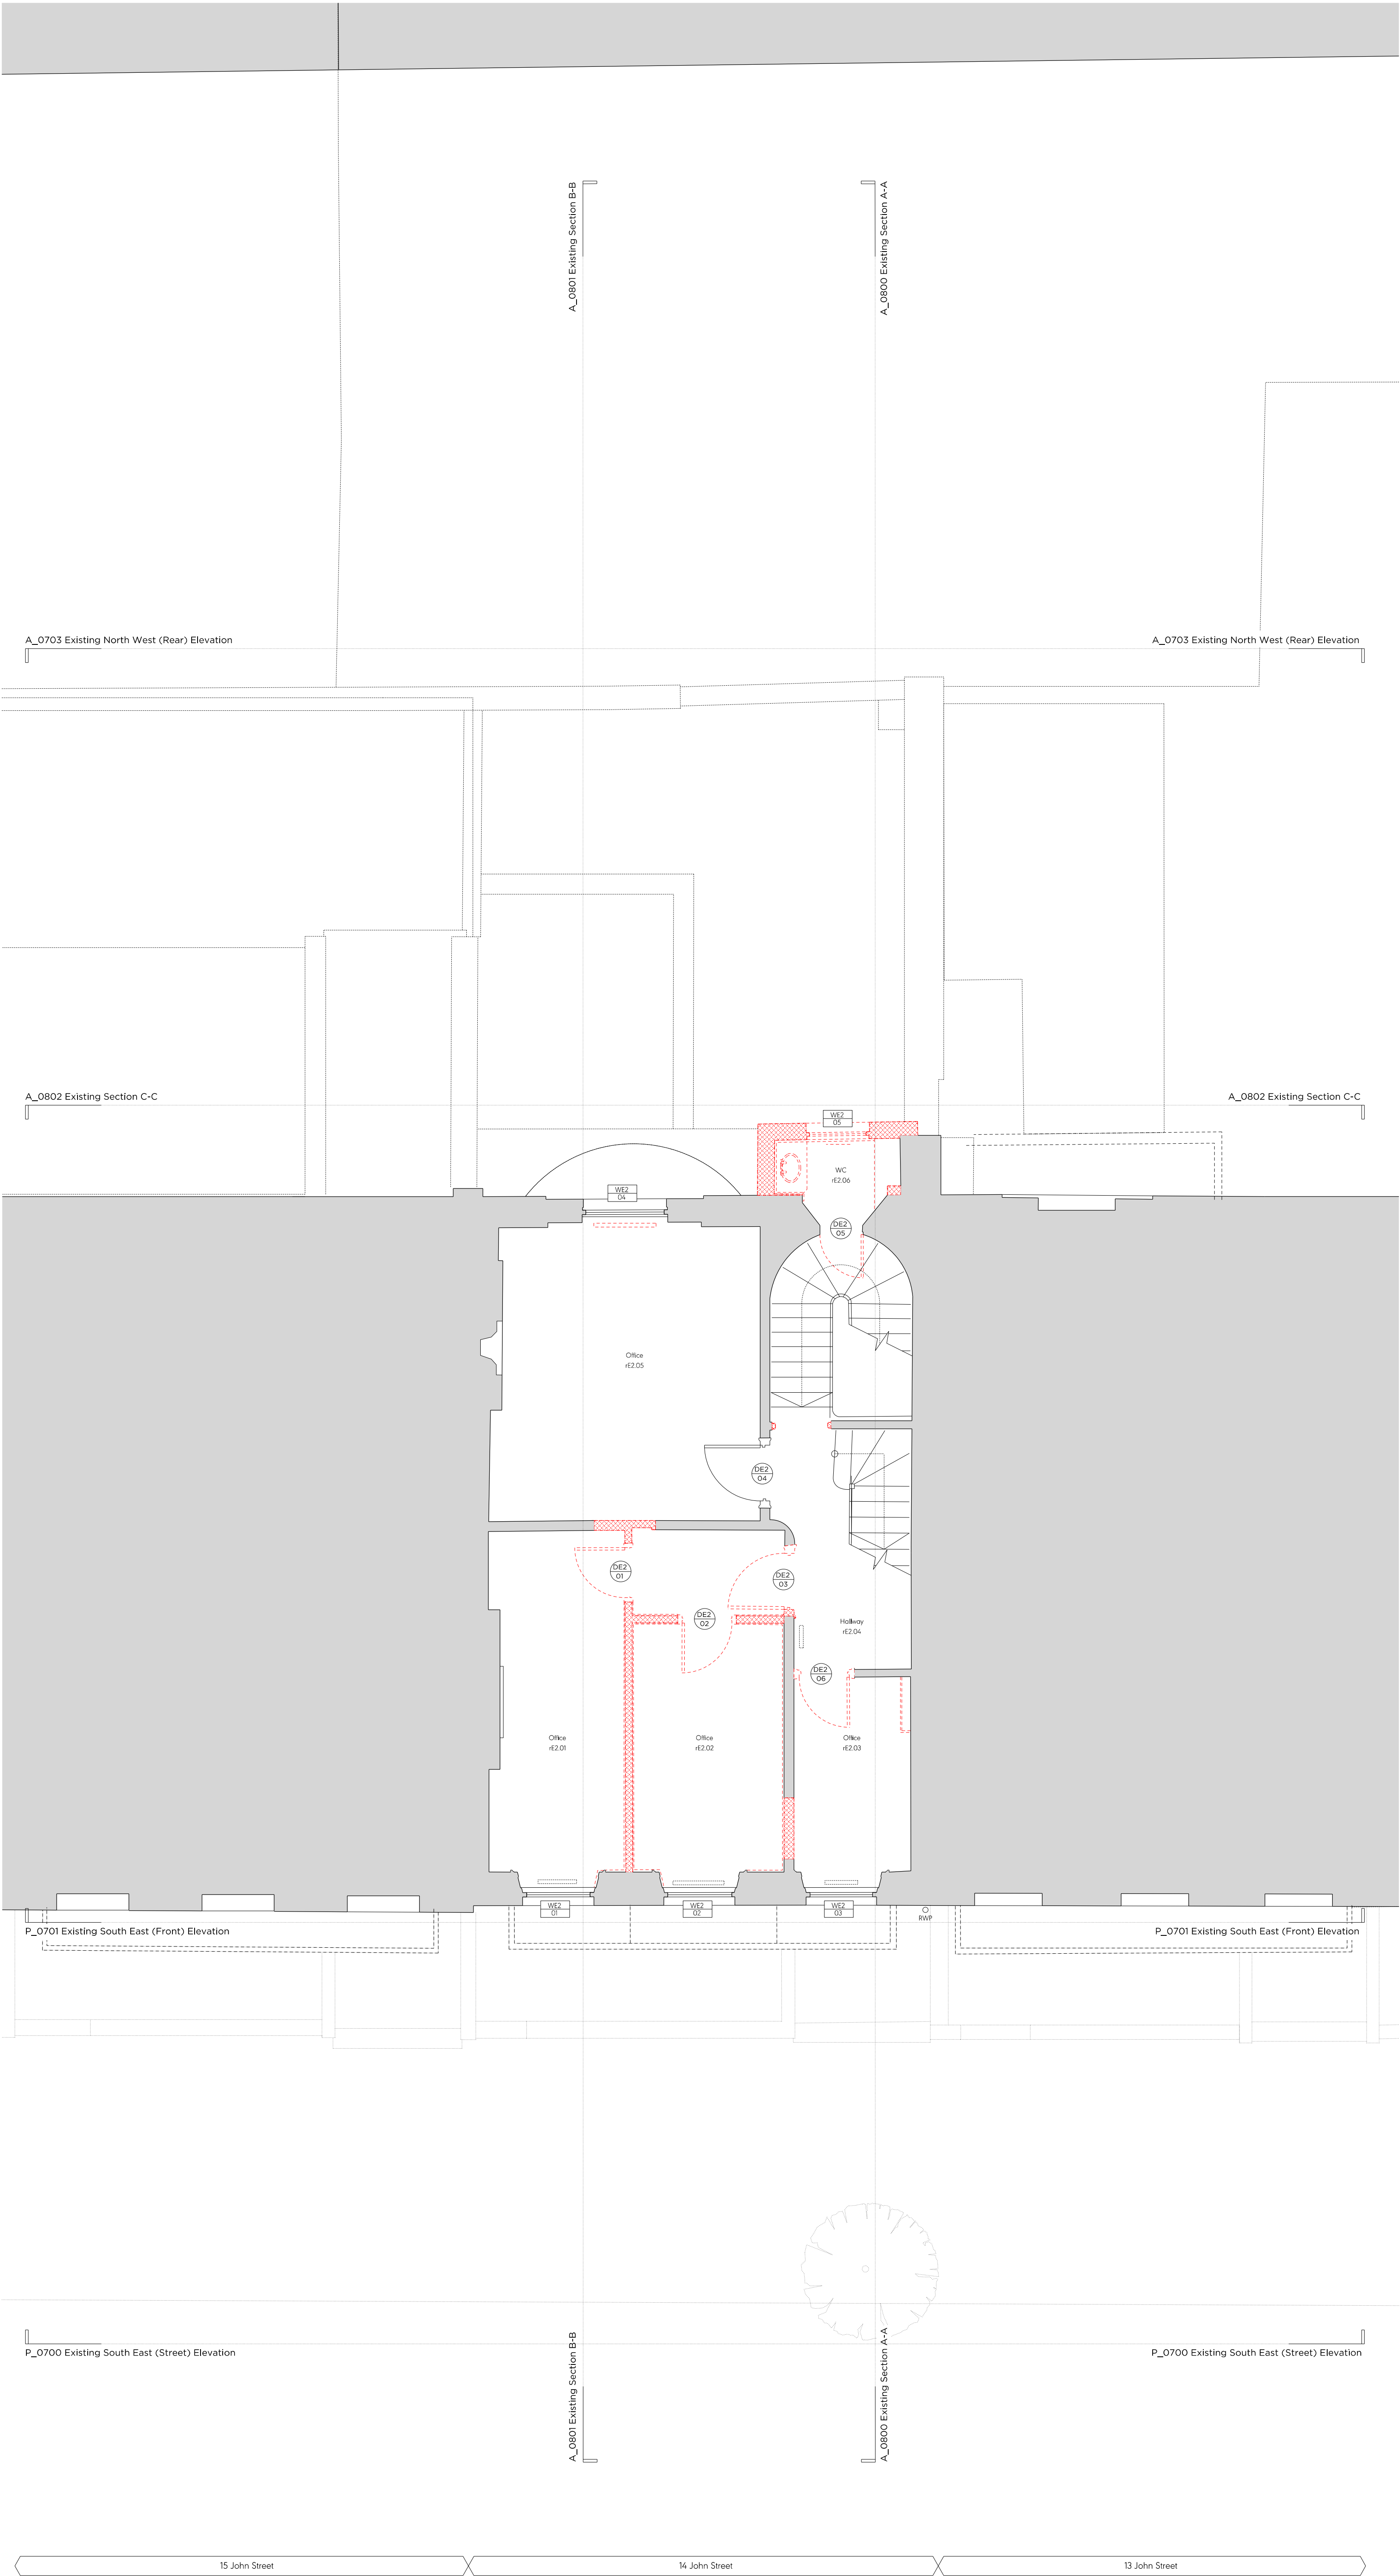 A_0801 Existing Section B-B
A_0800 Existing Section A-A
A_0703 Existing North West (Rear) Elevation
A_0703 Existing North West (Rear) Elevation
A_0802 Existing Section C-C
A_0802 Existing Section C-C
WE2
05
WC
rE2.06
WE2
04
DE2
05
Office
rE2.05
DE2
04
DE2
01
DE2
03
DE2
02
Hallway
rE2.04
DE2
06
Office
rE2.01
Office
rE2.02
Office
rE2.03
WE2
01
WE2
02
WE2
03
RWP
P_0701 Existing South East (Front) Elevation
P_0701 Existing South East (Front) Elevation
P_0700 Existing South East (Street) Elevation
P_0700 Existing South East (Street) Elevation
A_0801 Existing Section B-B
A_0800 Existing Section A-A
15 John Street
14 John Street
13 John Street